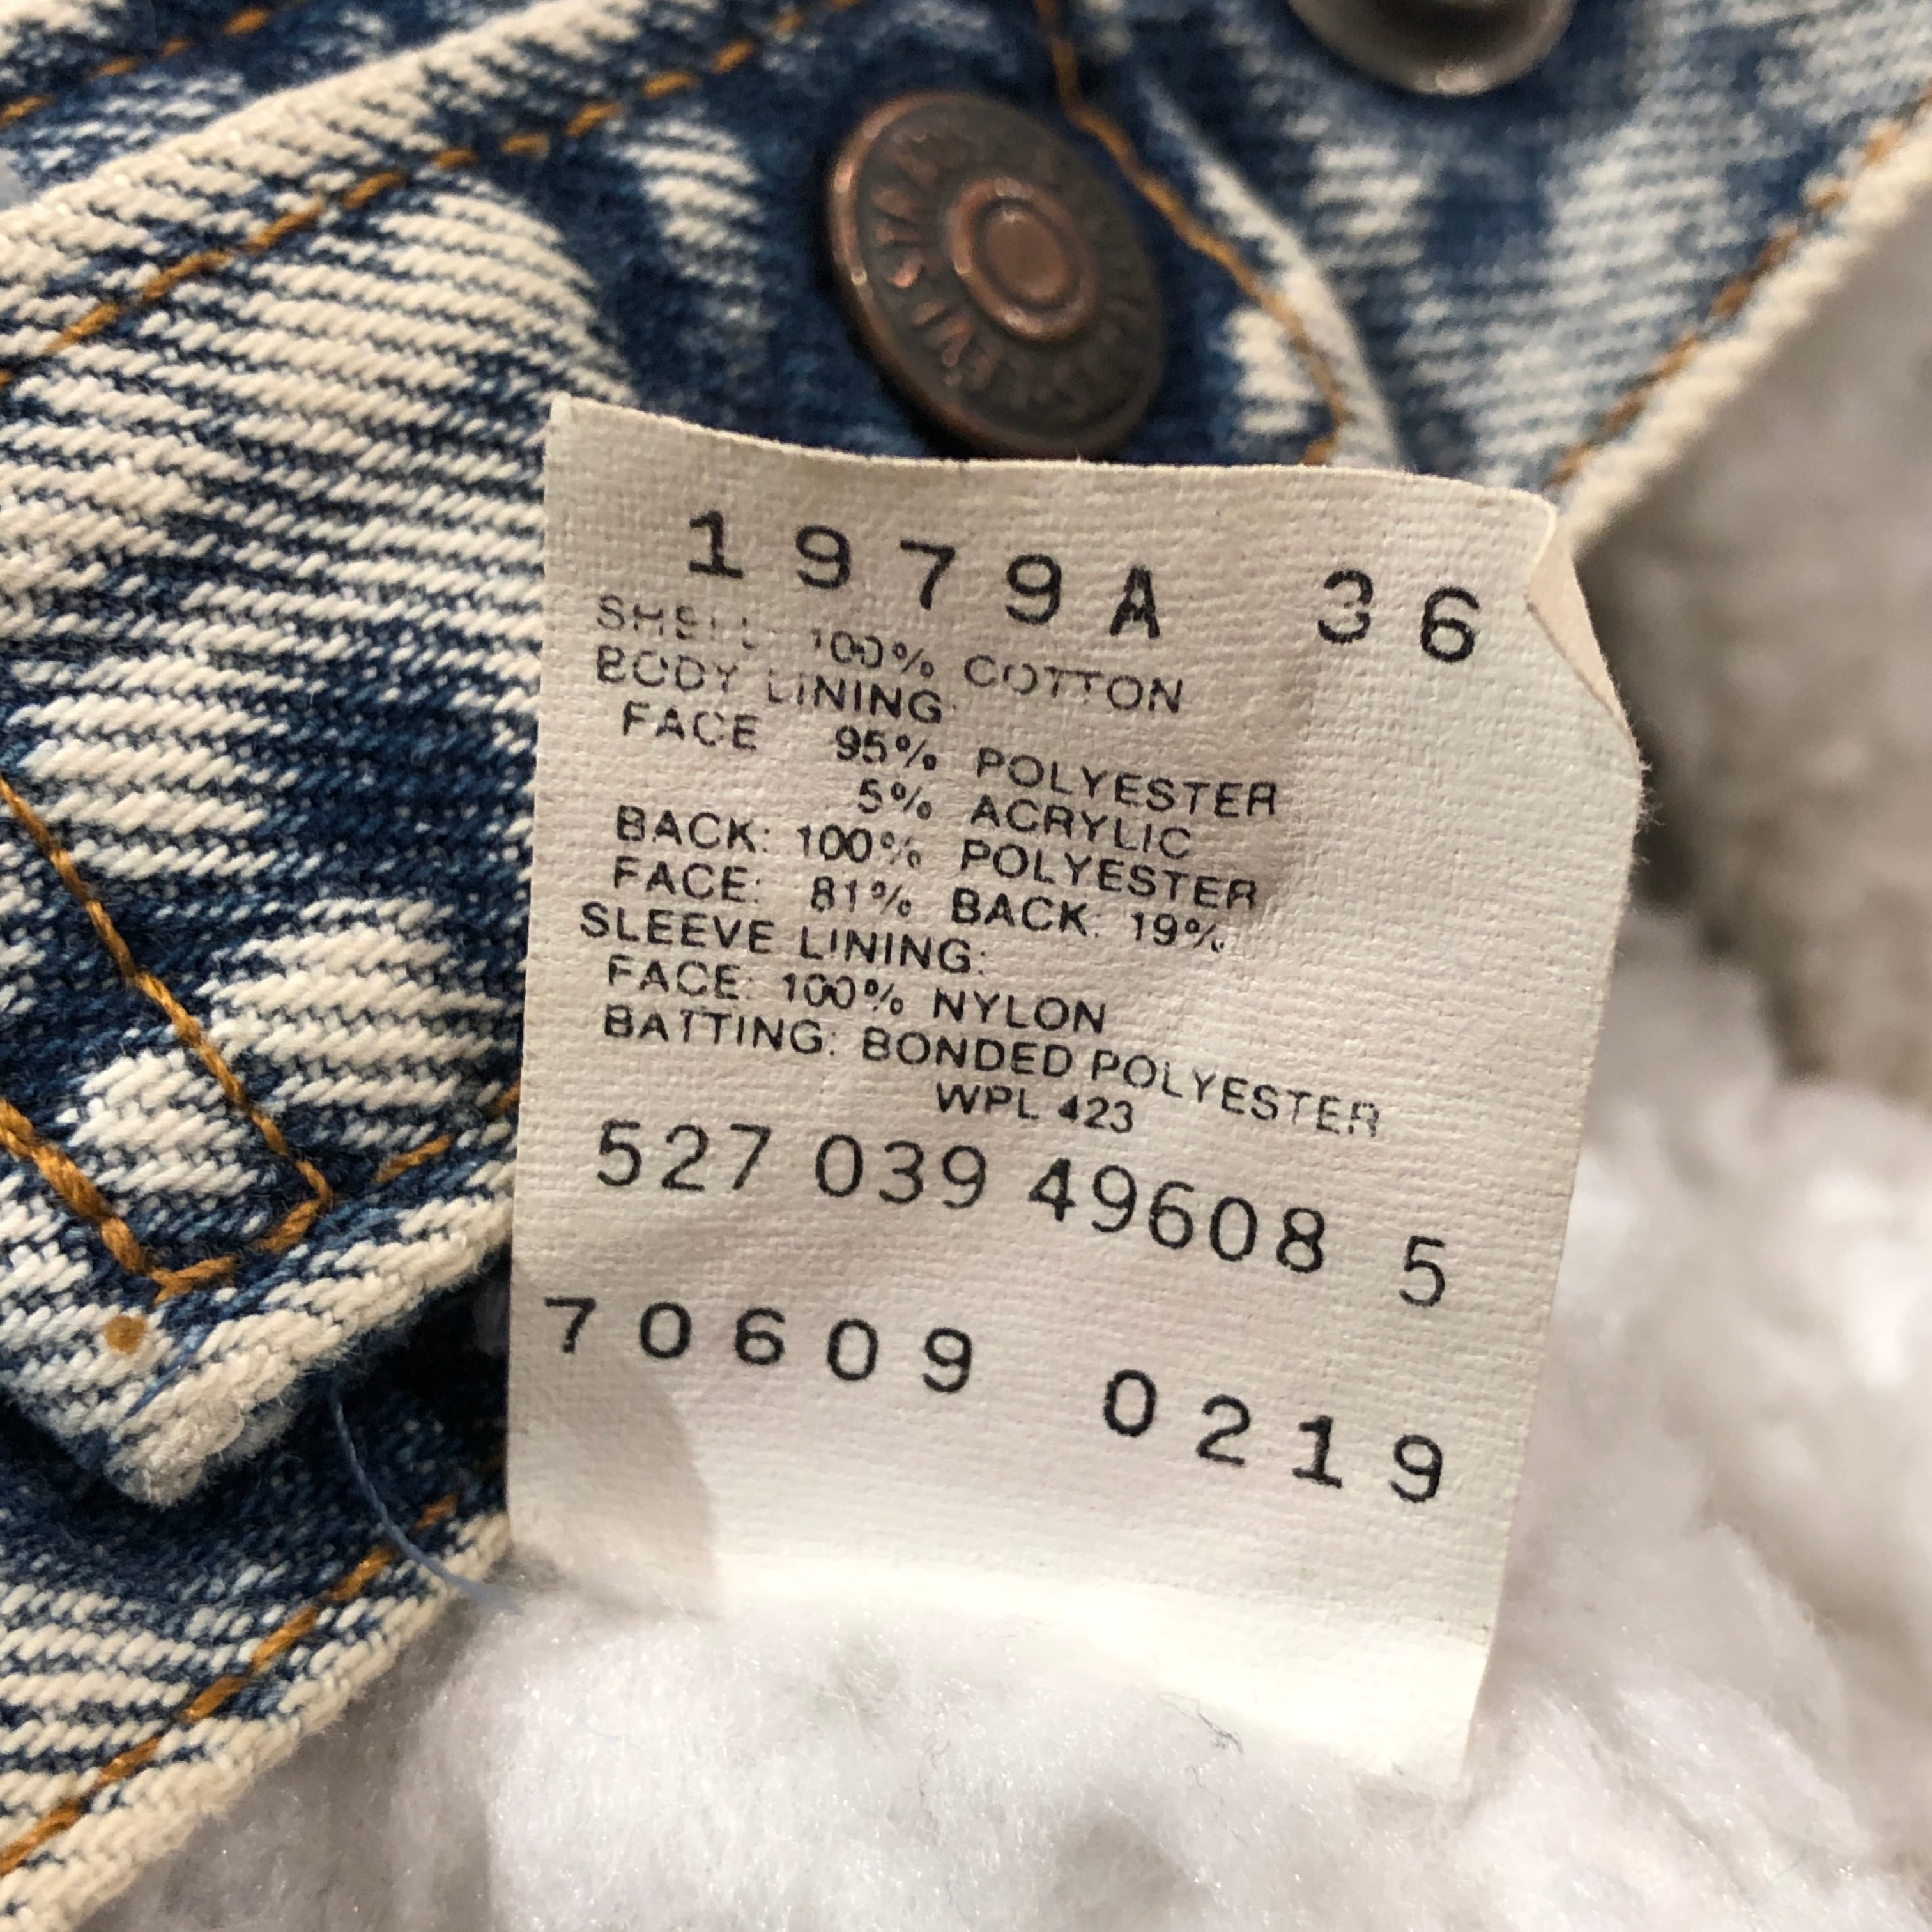 1979A 36
SHELL 100% COTTON
BODY LINING
FACE 95% POLYESTER
5% ACRYLIC
BACK: 100% POLYESTER
FACE: 81% BACK: 19%
SLEEVE LINING:
FACE: 100% NYLON
BATTING: BONDED POLYESTER
WPL 423
527 039 49608 5
70609 0219